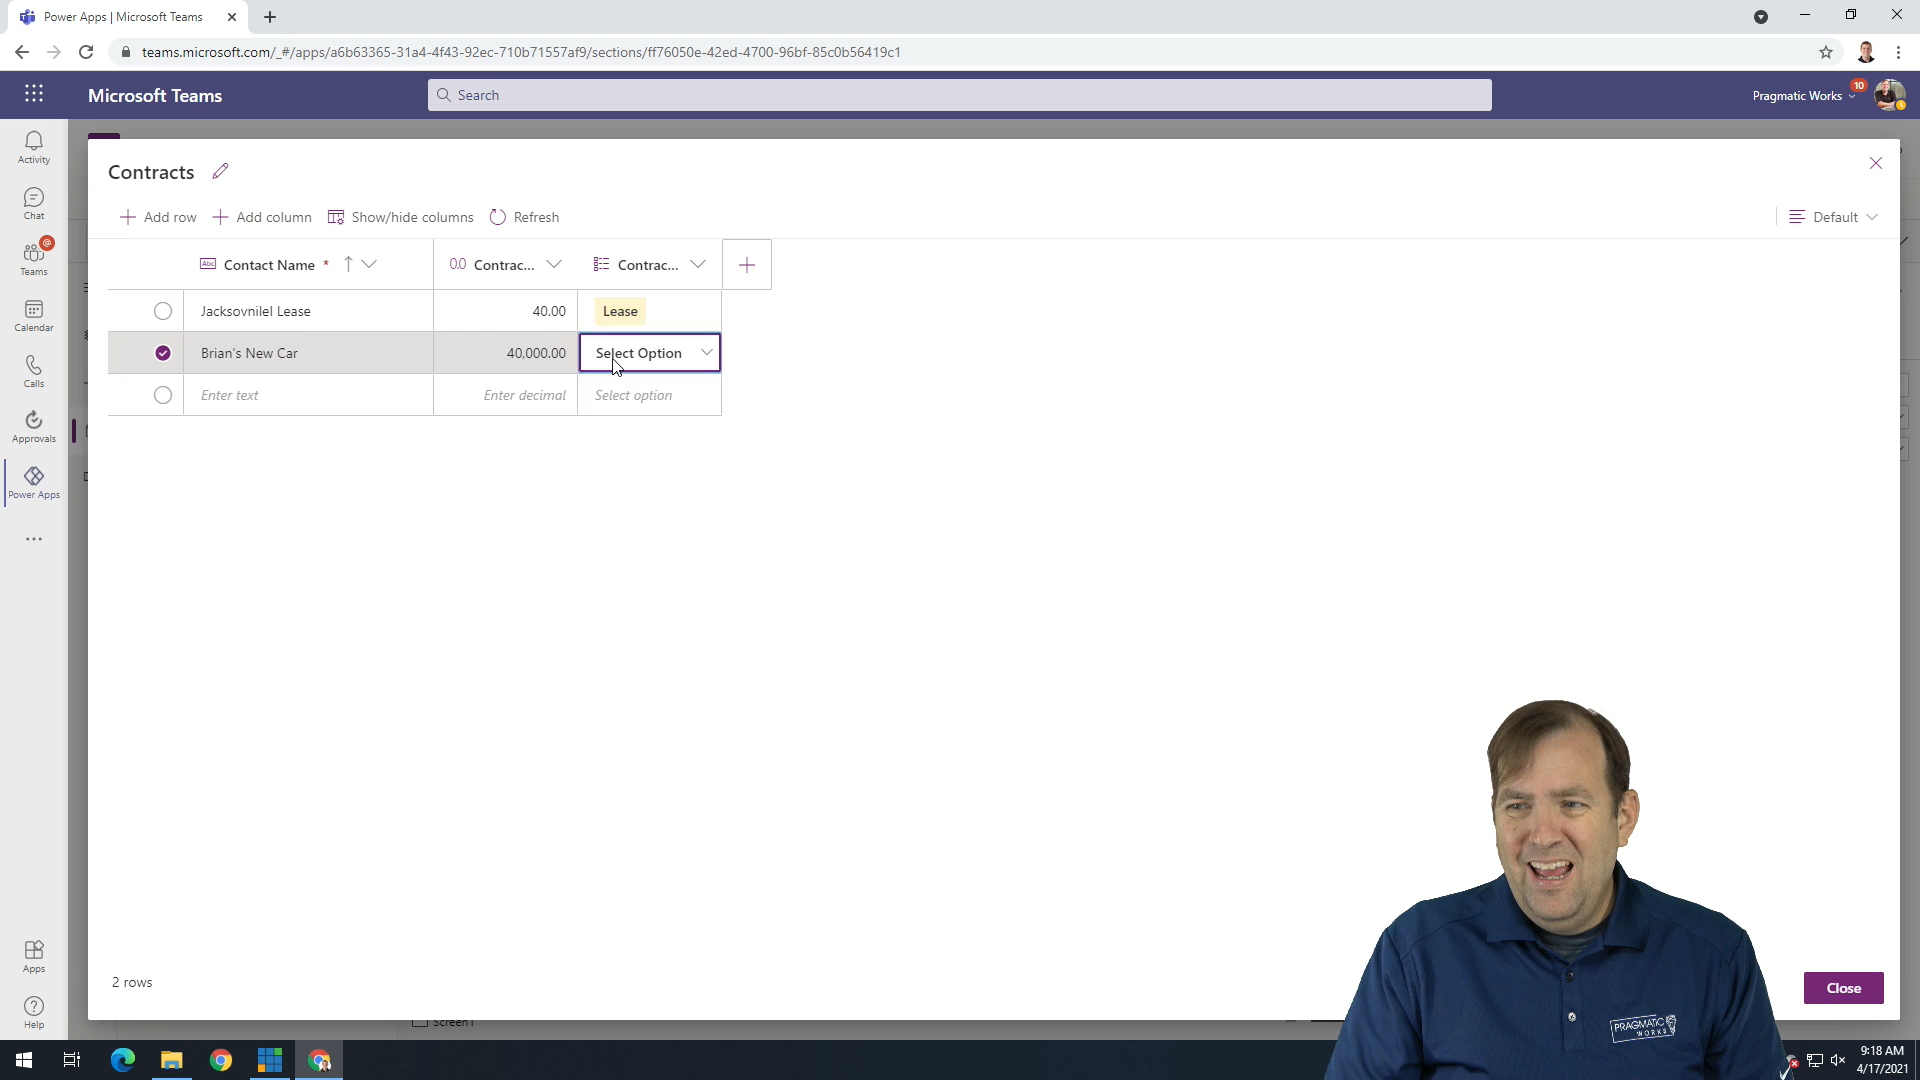 Power Apps | Microsoft Teams
teams.microsoft.com/_#/apps/a6b63365-31a4-4f43-92ec-710b71557af9/sections/ff76050e-42ed-4700-96bf-85c0b56419c1
Microsoft Teams
Search
Pragmatic Works
10
Activity
Chat
Teams
Calendar
Calls
Approvals
Power Apps
Apps
Help
Contracts
Add row
Add column
Show/hide columns
Refresh
Default
Abc Contact Name * 0.0 Contrac... Contrac...
Jacksovnilel Lease 40.00 Lease
Brian's New Car 40,000.00 Select Option
Enter text Enter decimal Select option
2 rows
Close
Screen1
PRAGMATIC
WORKS
9:18 AM
4/17/2021